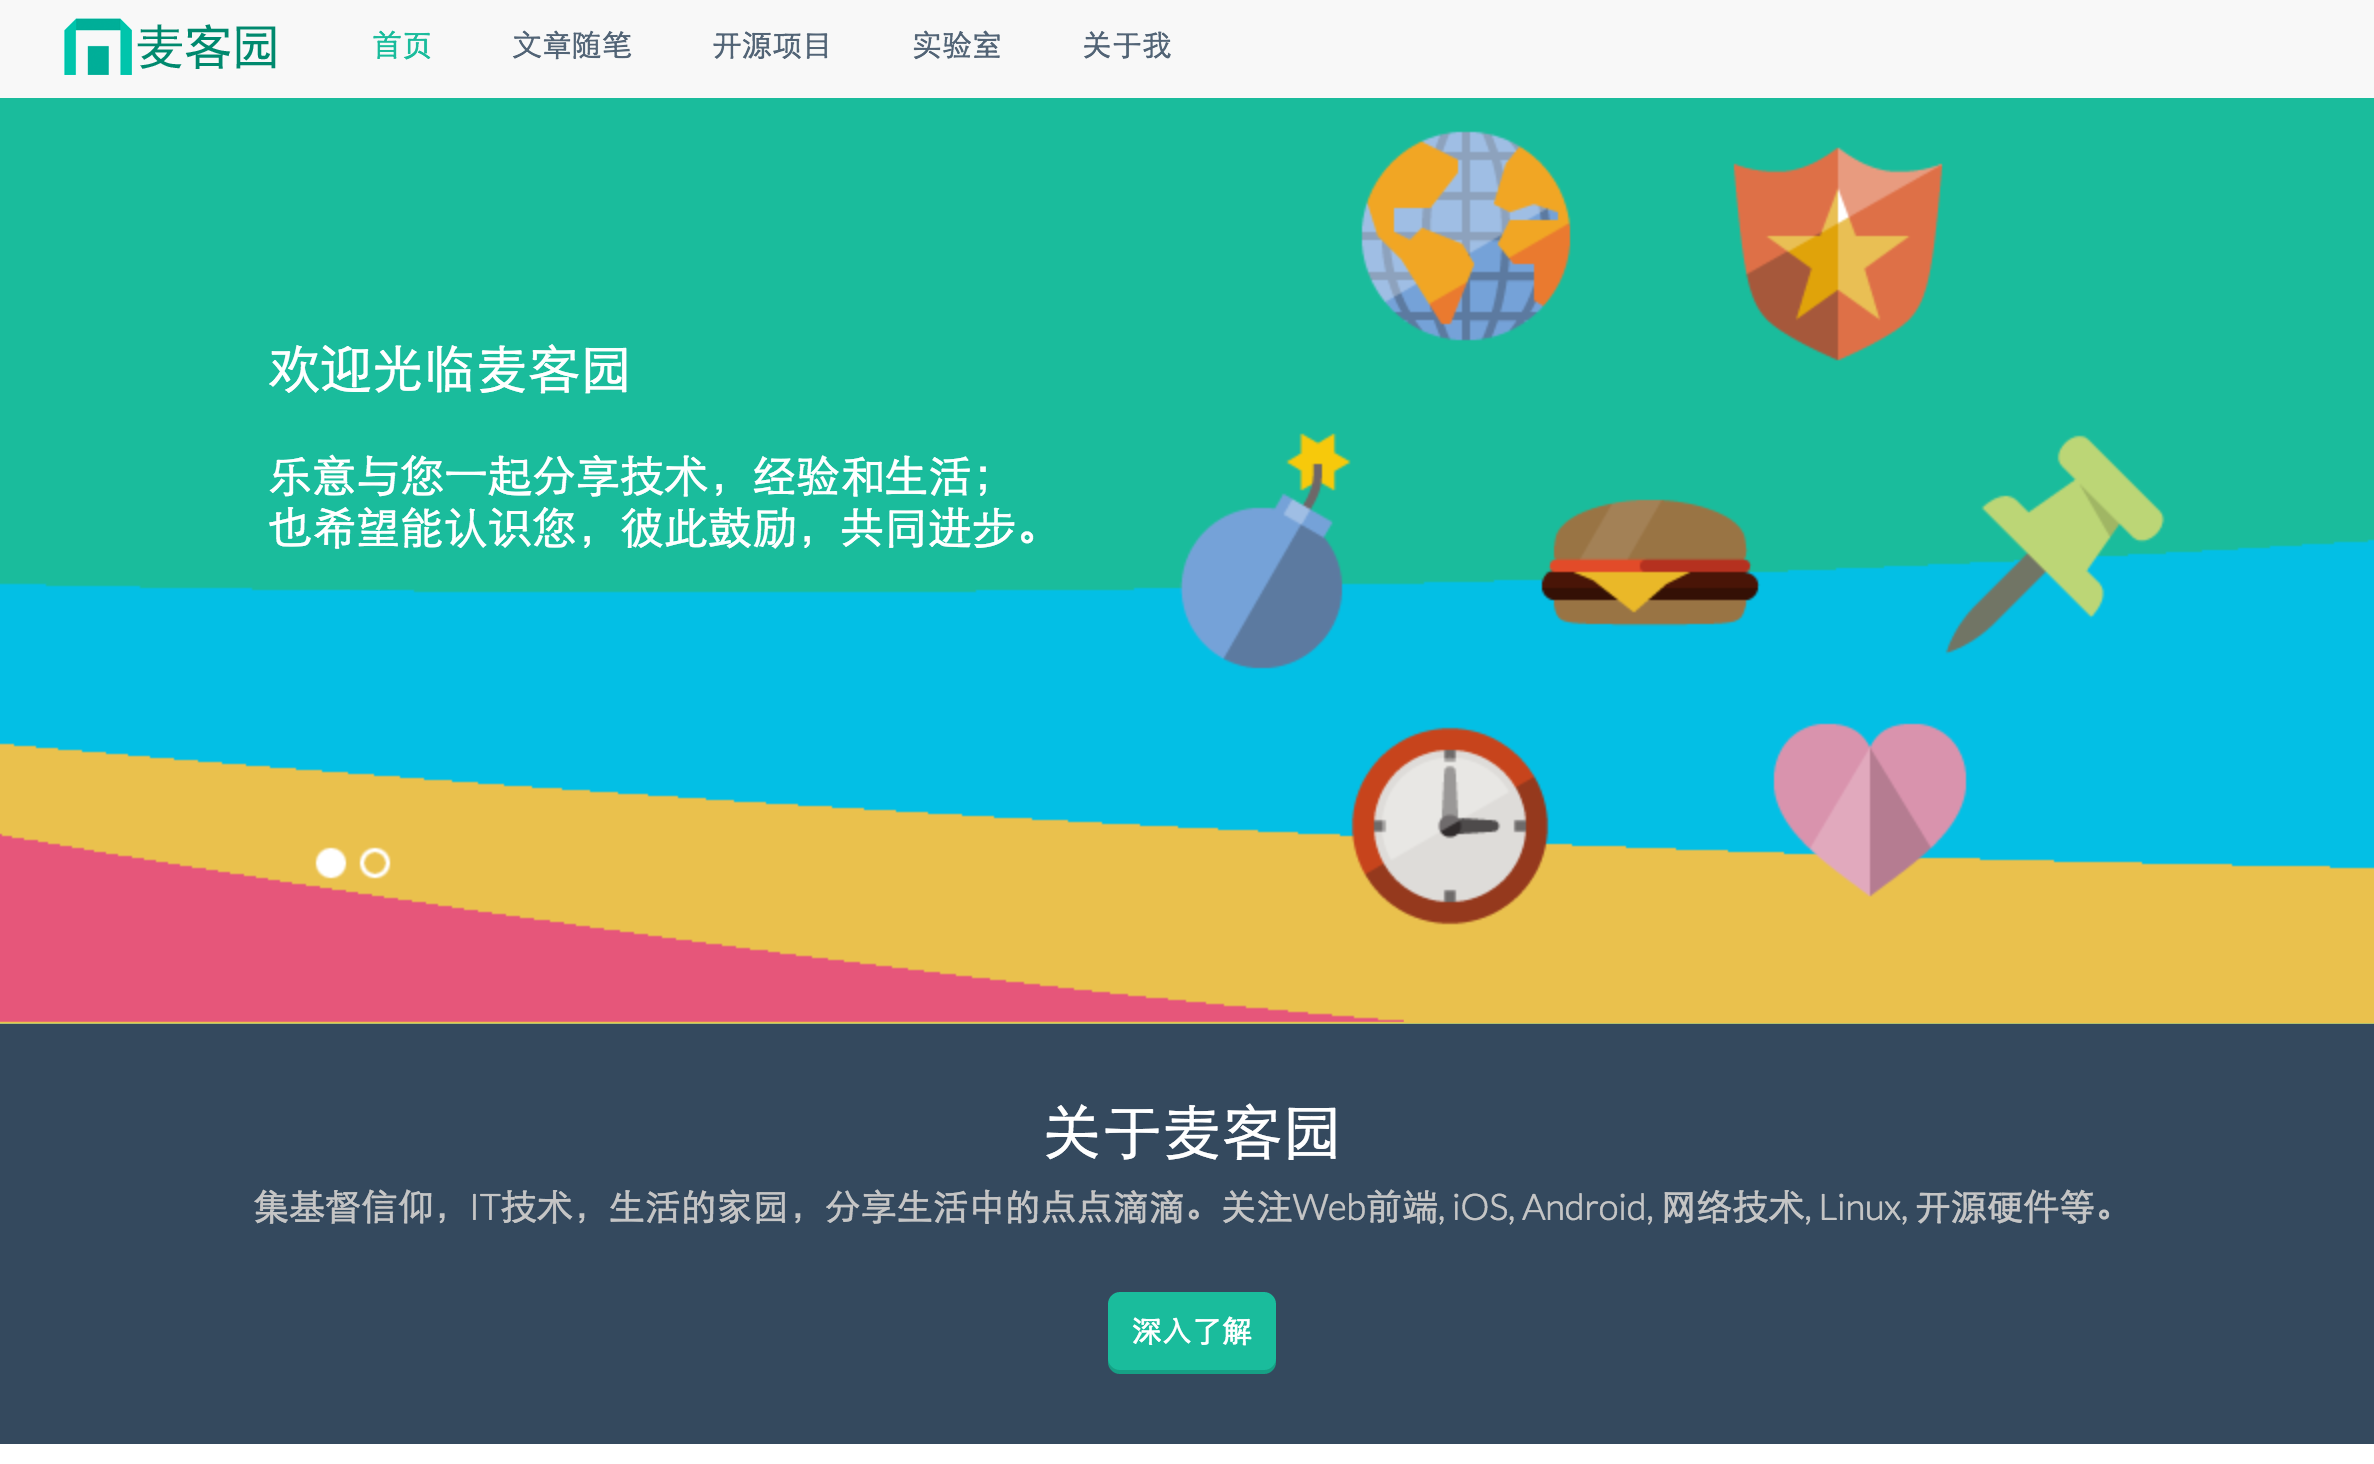 麦客园
首页 文章随笔 开源项目 实验室 关于我
欢迎光临麦客园
乐意与您一起分享技术，经验和生活；
也希望能认识您，彼此鼓励，共同进步。
关于麦客园
集基督信仰，IT技术，生活的家园，分享生活中的点点滴滴。关注Web前端, iOS, Android, 网络技术, Linux, 开源硬件等。
深入了解